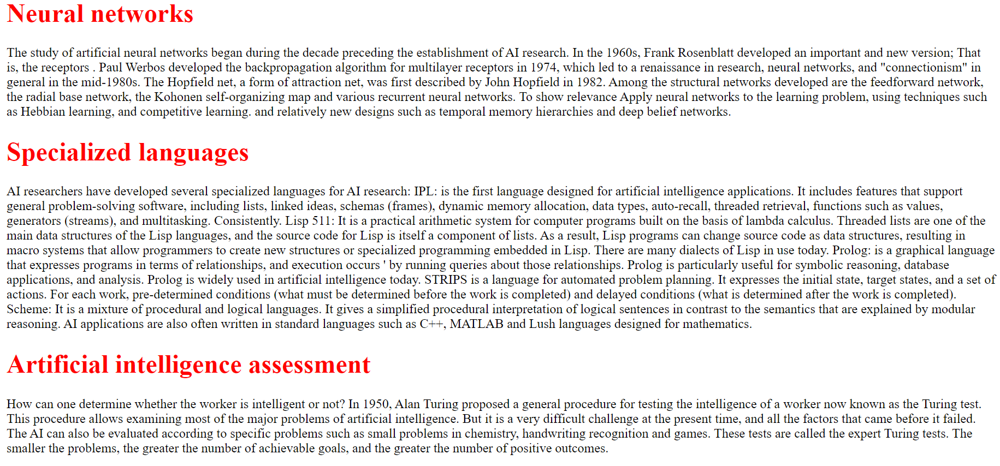 Neural networks
The study of artificial neural networks began during the decade preceding the establishment of AI research. In the 1960s, Frank Rosenblatt developed an important and new version; That
is, the receptors . Paul Werbos developed the backpropagation algorithm for multilayer receptors in 1974, which led to a renaissance in research, neural networks, and "connectionism" in
general in the mid-1980s. The Hopfield net, a form of attraction net, was first described by John Hopfield in 1982. Among the structural networks developed are the feedforward network,
the radial base network, the Kohonen self-organizing map and various recurrent neural networks. To show relevance Apply neural networks to the learning problem, using techniques such
as Hebbian learning, and competitive learning. and relatively new designs such as temporal memory hierarchies and deep belief networks.
Specialized languages
AI researchers have developed several specialized languages for AI research: IPL: is the first language designed for artificial intelligence applications. It includes features that support
general problem-solving software, including lists, linked ideas, schemas (frames), dynamic memory allocation, data types, auto-recall, threaded retrieval, functions such as values,
generators (streams), and multitasking. Consistently. Lisp 511: It is a practical arithmetic system for computer programs built on the basis of lambda calculus. Threaded lists are one of the
main data structures of the Lisp languages, and the source code for Lisp is itself a component of lists. As a result, Lisp programs can change source code as data structures, resulting in
macro systems that allow programmers to create new structures or specialized programming embedded in Lisp. There are many dialects of Lisp in use today. Prolog: is a graphical language
that expresses programs in terms of relationships, and execution occurs ' by running queries about those relationships. Prolog is particularly useful for symbolic reasoning, database
applications, and analysis. Prolog is widely used in artificial intelligence today. STRIPS is a language for automated problem planning. It expresses the initial state, target states, and a set of
actions. For each work, pre-determined conditions (what must be determined before the work is completed) and delayed conditions (what is determined after the work is completed).
Scheme: It is a mixture of procedural and logical languages. It gives a simplified procedural interpretation of logical sentences in contrast to the semantics that are explained by modular
reasoning. AI applications are also often written in standard languages such as C++, MATLAB and Lush languages designed for mathematics.
Artificial intelligence assessment
How can one determine whether the worker is intelligent or not? In 1950, Alan Turing proposed a general procedure for testing the intelligence of a worker now known as the Turing test.
This procedure allows examining most of the major problems of artificial intelligence. But it is a very difficult challenge at the present time, and all the factors that came before it failed.
The AI can also be evaluated according to specific problems such as small problems in chemistry, handwriting recognition and games. These tests are called the expert Turing tests. The
smaller the problems, the greater the number of achievable goals, and the greater the number of positive outcomes.